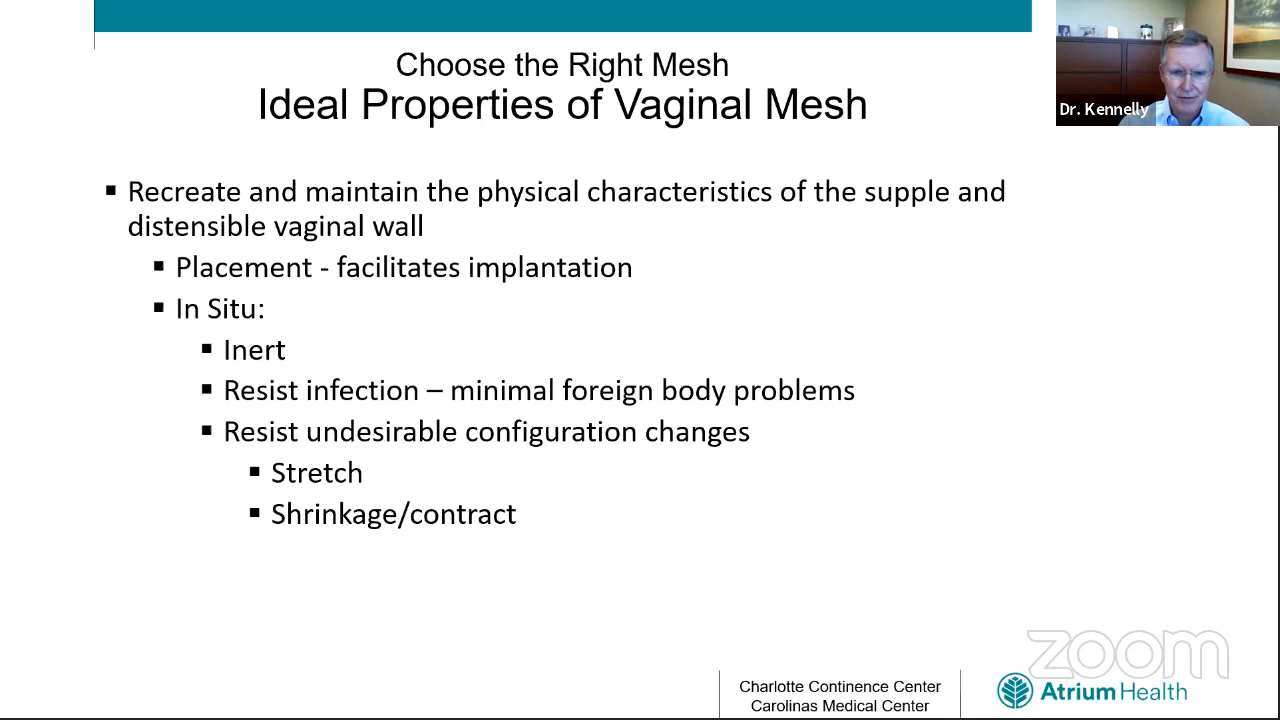 Choose the Right Mesh
Ideal Properties of Vaginal Mesh
Dr. Kennelly
▪ Recreate and maintain the physical characteristics of the supple and
distensible vaginal wall
▪ Placement - facilitates implantation
▪ In Situ:
▪ Inert
▪ Resist infection – minimal foreign body problems
▪ Resist undesirable configuration changes
▪ Stretch
▪ Shrinkage/contract
zoom
Charlotte Continence Center
Carolinas Medical Center
Atrium Health